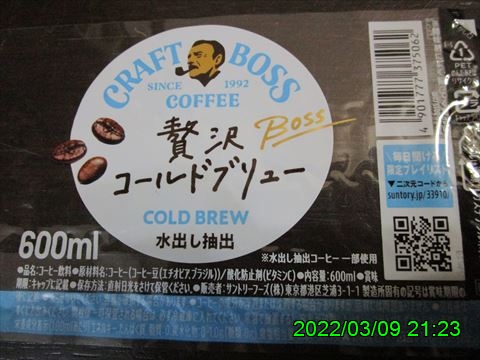 CRAFT BOSS
SINCE 1992
COFFEE
贅沢
Boss
コールドブリュー
COLD BREW
水出し抽出
600ml
※水出し抽出コーヒー一部使用
4 901777 375062
PET
毎日聞ける
限定プレイリスト
▼二次元コードから
suntory.jp/33910/
●品名:コーヒー飲料●原材料名:コーヒー(コーヒー豆(エチオピア、ブラジル))/酸化防止剤(ビタミンC)●内容量:600ml●賞味
期限:キャップに記載●保存方法:直射日光をさけて保存ください。●販売者:サントリーフーズ(株)東京都港区芝浦3-1-1 製造所固有の記号は賞味期限
2022/03/09 21:23